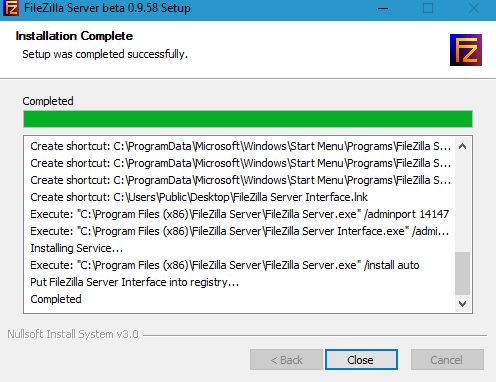 FileZilla Server beta 0.9.58 Setup
Installation Complete
Setup was completed successfully.
Completed
Create shortcut: C:\ProgramData\Microsoft\Windows\Start Menu\Programs\FileZilla S...
Create shortcut: C:\ProgramData\Microsoft\Windows\Start Menu\Programs\FileZilla S...
Create shortcut: C:\ProgramData\Microsoft\Windows\Start Menu\Programs\FileZilla S...
Create shortcut: C:\Users\Public\Desktop\FileZilla Server Interface.lnk
Execute: "C:\Program Files (x86)\FileZilla Server\FileZilla Server.exe" /adminport 14147
Execute: "C:\Program Files (x86)\FileZilla Server\FileZilla Server Interface.exe" /admi...
Installing Service...
Execute: "C:\Program Files (x86)\FileZilla Server\FileZilla Server.exe" /install auto
Put FileZilla Server Interface into registry...
Completed
Nullsoft Install System v3.0
< Back
Close
Cancel